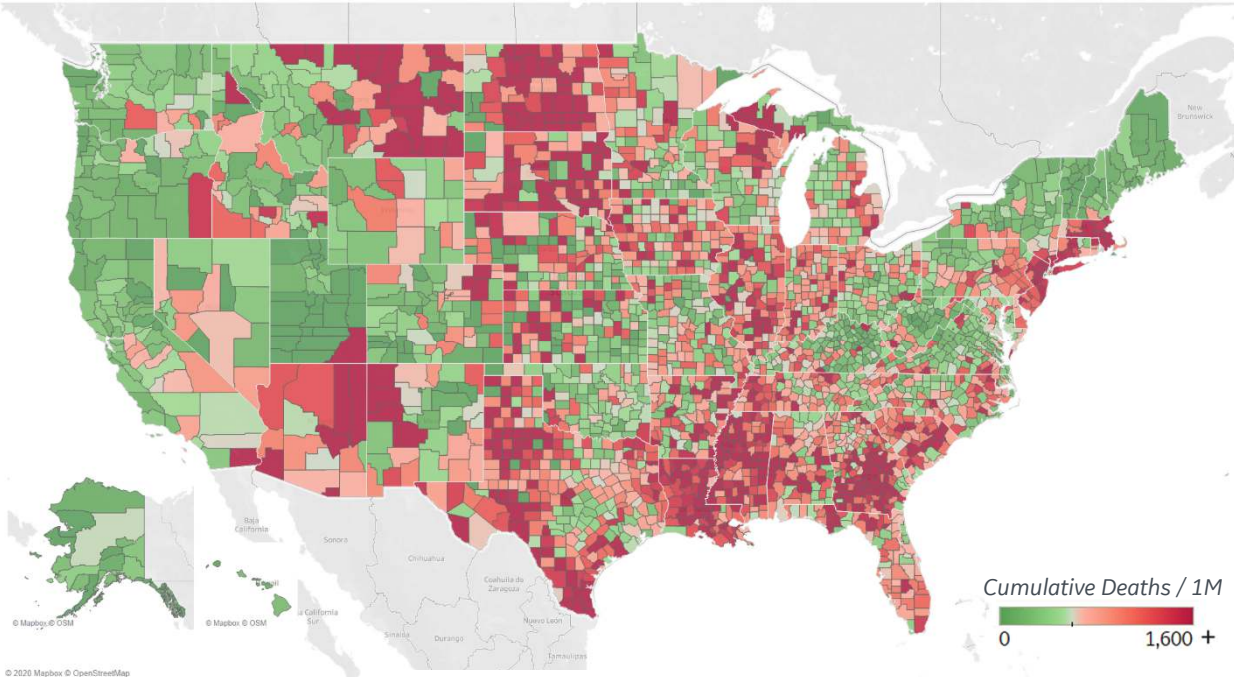 New
Brunswick
Baja
California
Sonora
Chihuahua
Coahuila de
Zaragoza
Nuevo León
Tamaulipas
Sinaloa
Durango
a California
Sur
© Mapbox © OSM
© Mapbox © OSM
Cumulative Deaths / 1M
0
1,600 +
© 2020 Mapbox © OpenStreetMap